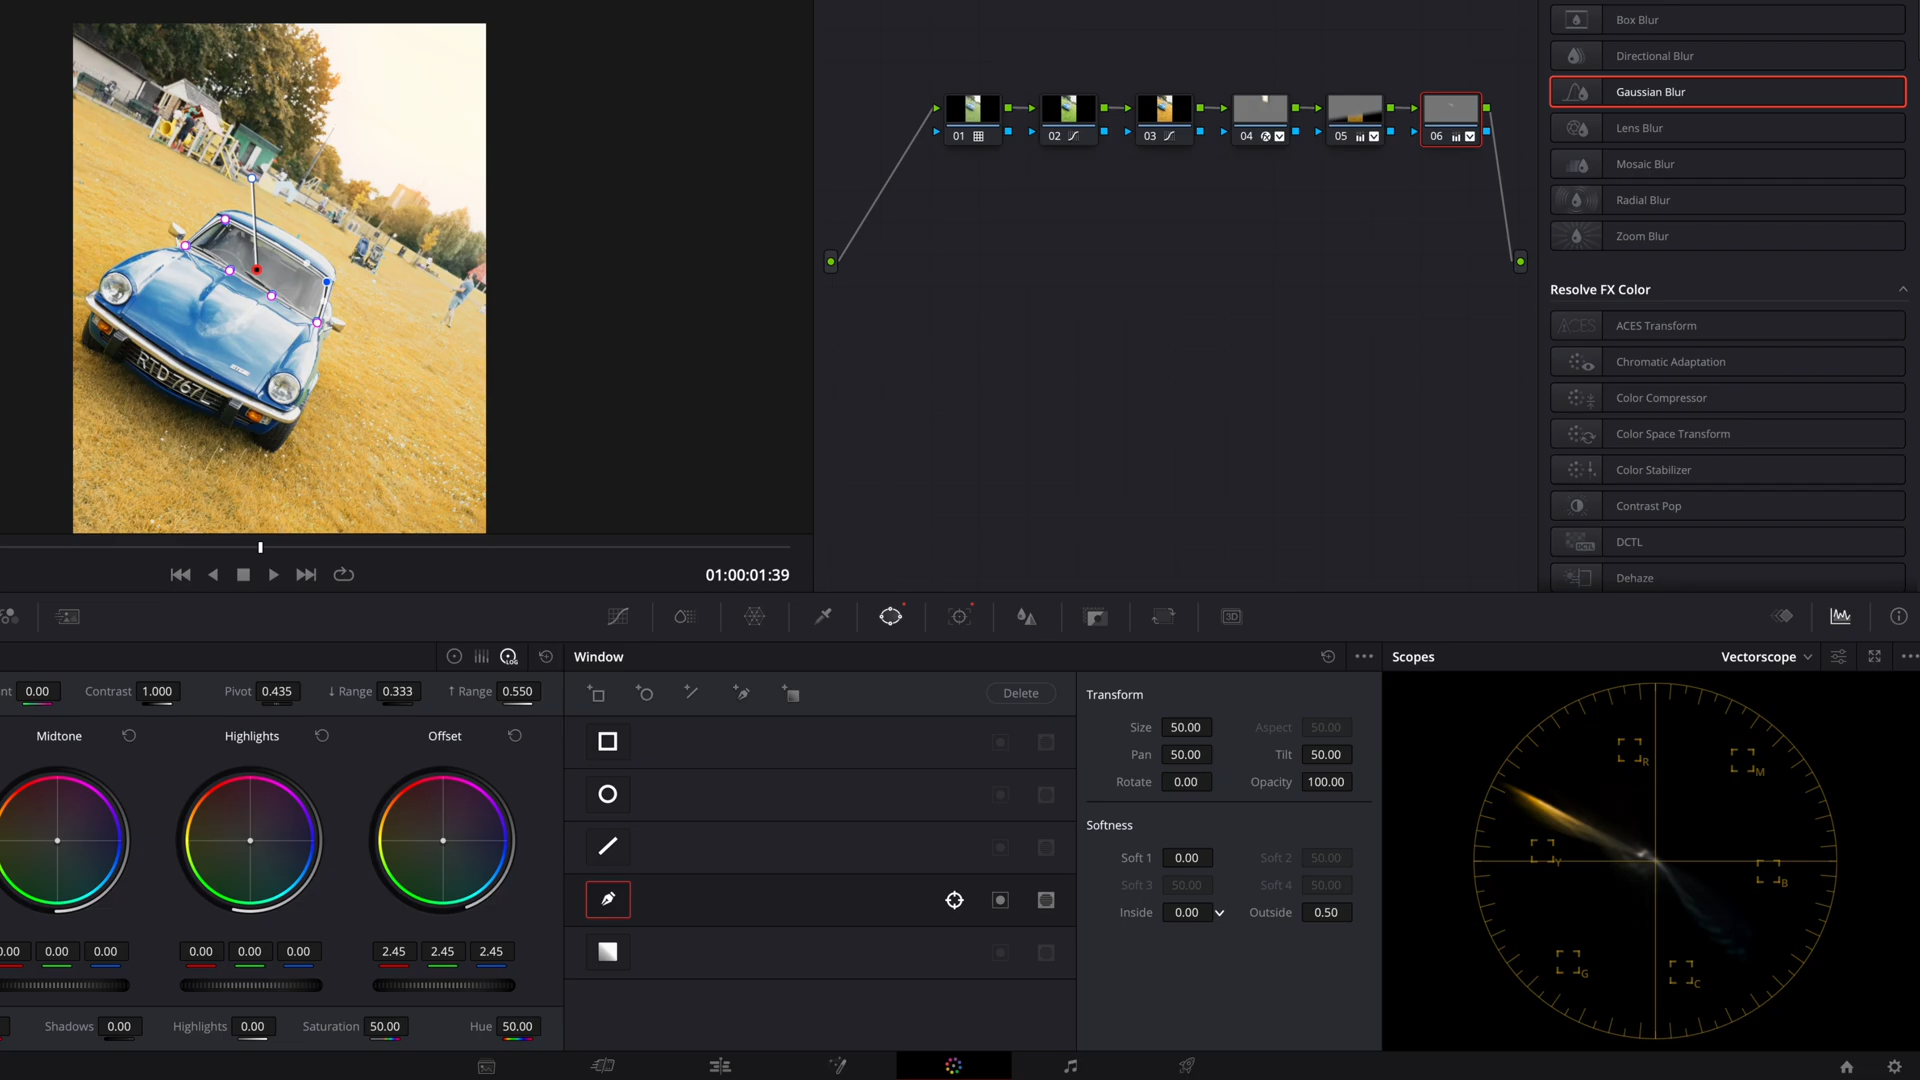 Box Blur
Directional Blur
Gaussian Blur
Lens Blur
Mosaic Blur
Radial Blur
Zoom Blur
Resolve FX Color
ACES Transform
Chromatic Adaptation
Color Compressor
Color Space Transform
Color Stabilizer
Contrast Pop
DCTL
Dehaze
01
02
03
04
05
06
RTD 767L
01:00:01:39
3D
LOG
Window
Scopes
Vectorscope
nt 0.00 Contrast 1.000 Pivot 0.435 ↓ Range 0.333 ↑ Range 0.550
Delete
Midtone
Highlights
Offset
0.00 0.00 0.00
0.00 0.00 0.00
2.45 2.45 2.45
Shadows 0.00 Highlights 0.00 Saturation 50.00 Hue 50.00
Transform
Size 50.00 Aspect 50.00
Pan 50.00 Tilt 50.00
Rotate 0.00 Opacity 100.00
Softness
Soft 1 0.00 Soft 2 50.00
Soft 3 50.00 Soft 4 50.00
Inside 0.00 Outside 0.50
R
M
Y
B
G
C